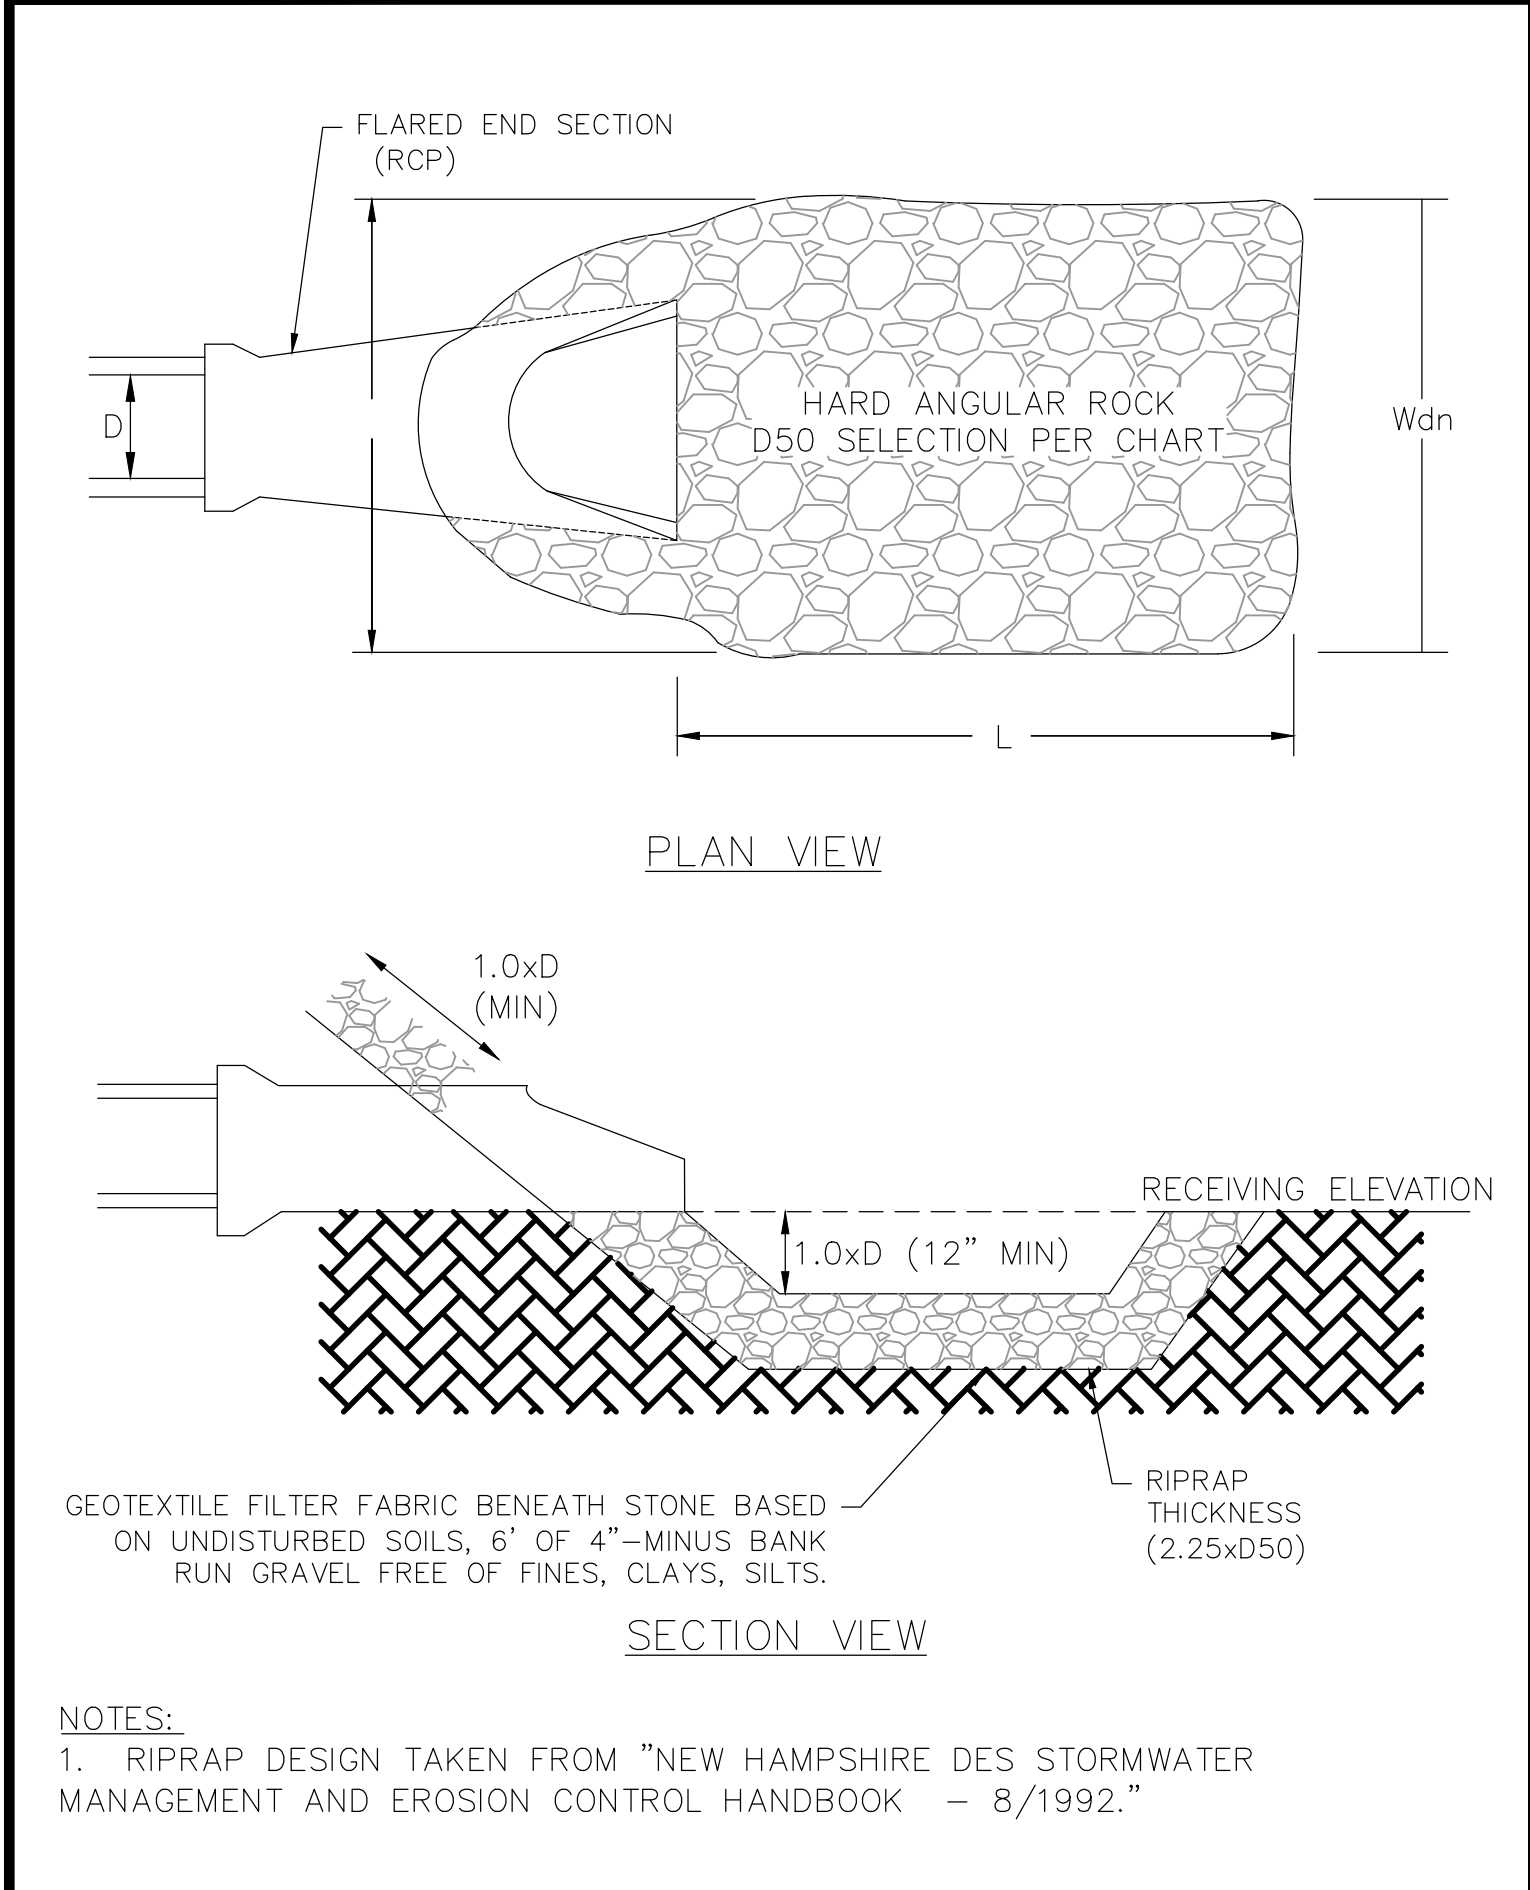 FLARED END SECTION
(RCP)
D
HARD ANGULAR ROCK
D50 SELECTION PER CHART
Wdn
L
PLAN VIEW
1.0xD
(MIN)
RECEIVING ELEVATION
1.0xD (12” MIN)
GEOTEXTILE FILTER FABRIC BENEATH STONE BASED
ON UNDISTURBED SOILS, 6’ OF 4”–MINUS BANK
RUN GRAVEL FREE OF FINES, CLAYS, SILTS.
RIPRAP
THICKNESS
(2.25xD50)
SECTION VIEW
NOTES:
1. RIPRAP DESIGN TAKEN FROM ”NEW HAMPSHIRE DES STORMWATER
MANAGEMENT AND EROSION CONTROL HANDBOOK – 8/1992.”